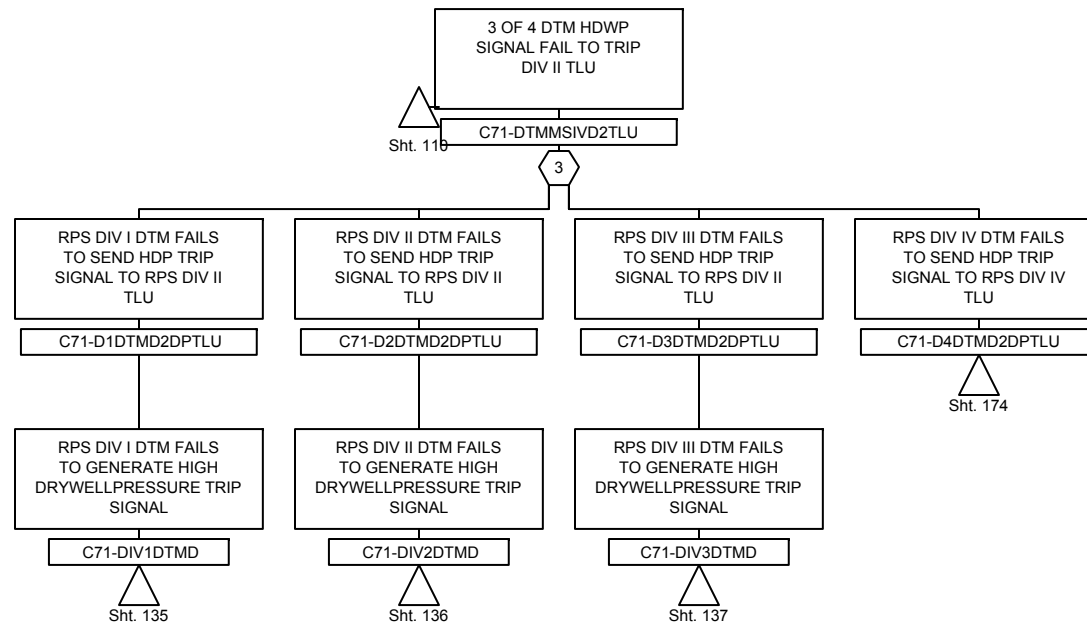 3 OF 4 DTM HDWP
SIGNAL FAIL TO TRIP
DIV II TLU
C71-DTMMSIVD2TLU
Sht. 110
3
RPS DIV I DTM FAILS
TO SEND HDP TRIP
SIGNAL TO RPS DIV II
TLU
C71-D1DTMD2DPTLU
RPS DIV II DTM FAILS
TO SEND HDP TRIP
SIGNAL TO RPS DIV II
TLU
C71-D2DTMD2DPTLU
RPS DIV III DTM FAILS
TO SEND HDP TRIP
SIGNAL TO RPS DIV II
TLU
C71-D3DTMD2DPTLU
RPS DIV IV DTM FAILS
TO SEND HDP TRIP
SIGNAL TO RPS DIV IV
TLU
C71-D4DTMD2DPTLU
Sht. 174
RPS DIV I DTM FAILS
TO GENERATE HIGH
DRYWELLPRESSURE TRIP
SIGNAL
C71-DIV1DTMD
Sht. 135
RPS DIV II DTM FAILS
TO GENERATE HIGH
DRYWELLPRESSURE TRIP
SIGNAL
C71-DIV2DTMD
Sht. 136
RPS DIV III DTM FAILS
TO GENERATE HIGH
DRYWELLPRESSURE TRIP
SIGNAL
C71-DIV3DTMD
Sht. 137